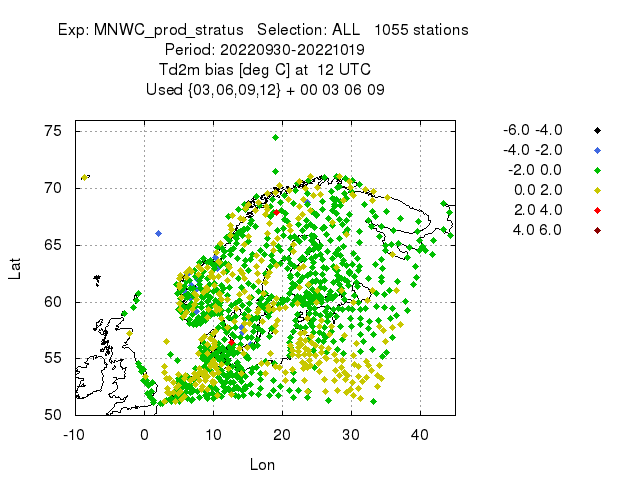 Exp: MNWC_prod_stratus   Selection: ALL   1055 stations
Period: 20220930-20221019
Td2m bias [deg C] at  12 UTC
Used {03,06,09,12} + 00 03 06 09
-6.0 -4.0
-4.0 -2.0
-2.0 0.0
0.0 2.0
2.0 4.0
4.0 6.0
75
70
65
60
55
50
Lat
-10 0 10 20 30 40
Lon